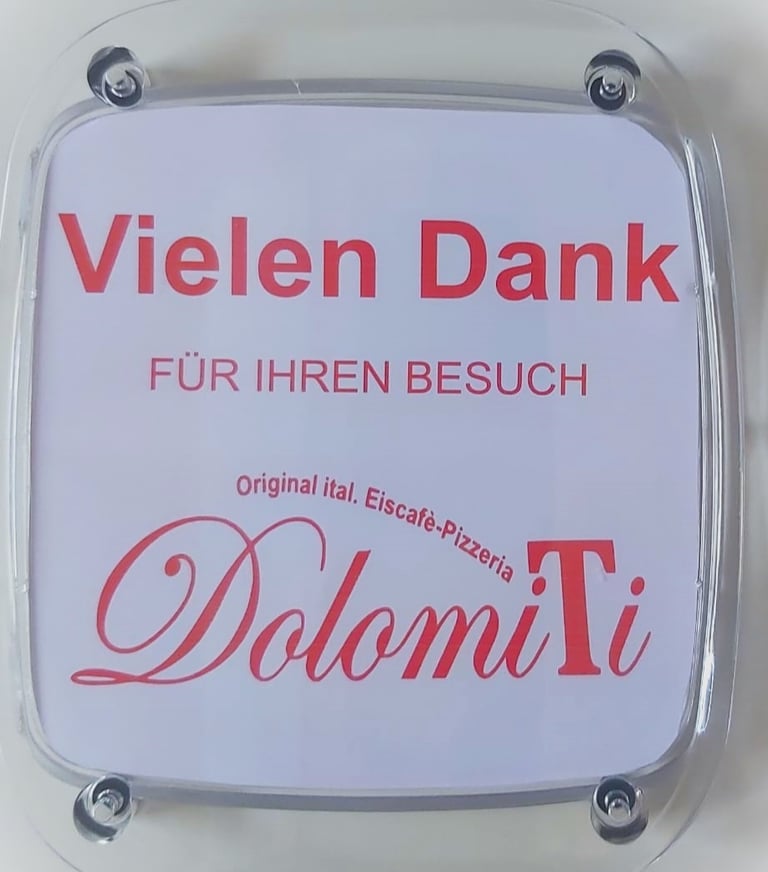 Vielen Dank
FÜR IHREN BESUCH
Original ital. Eiscafè-Pizzeria
DolomiTi